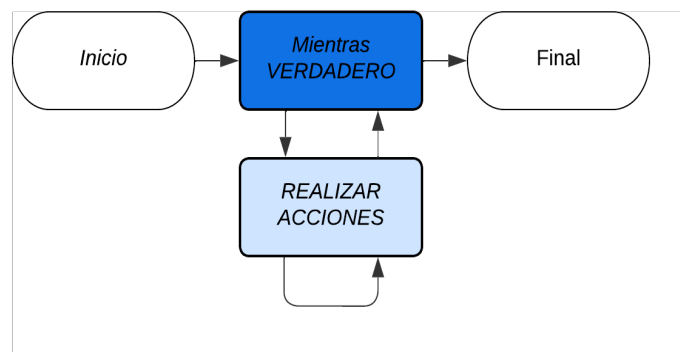 Inicio
Mientras
VERDADERO
Final
REALIZAR
ACCIONES